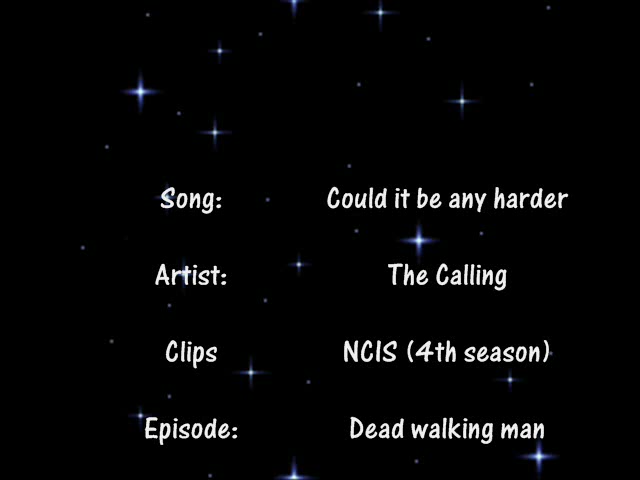 Song: Could it be any harder
Artist: The Calling
Clips NCIS (4th season)
Episode: Dead walking man